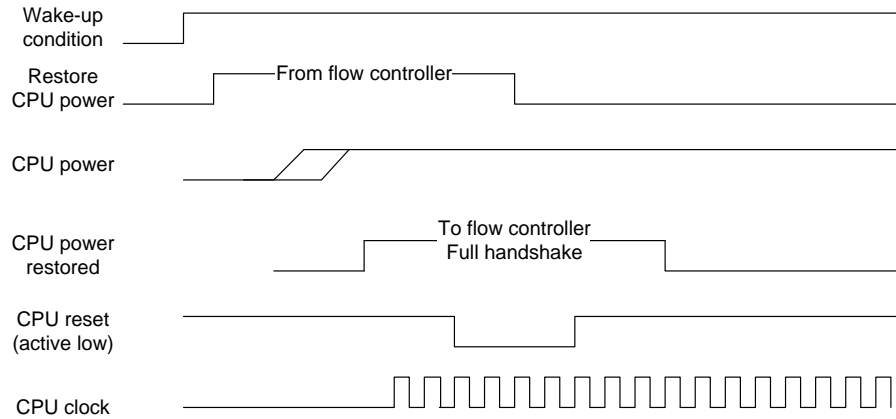 Wake-up
condition
Restore
CPU power
From flow controller
CPU power
CPU power
restored
To flow controller
Full handshake
CPU reset
(active low)
CPU clock